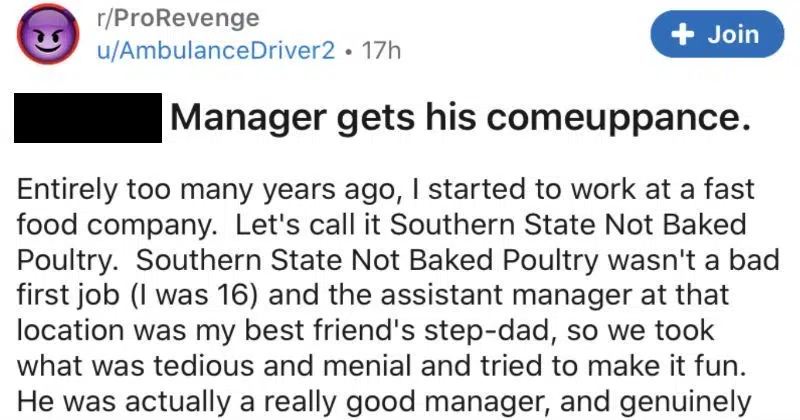 r/ProRevenge
u/AmbulanceDriver2 • 17h
+ Join
Manager gets his comeuppance.
Entirely too many years ago, I started to work at a fast
food company.  Let's call it Southern State Not Baked
Poultry.  Southern State Not Baked Poultry wasn't a bad
first job (I was 16) and the assistant manager at that
location was my best friend's step-dad, so we took
what was tedious and menial and tried to make it fun.
He was actually a really good manager, and genuinely